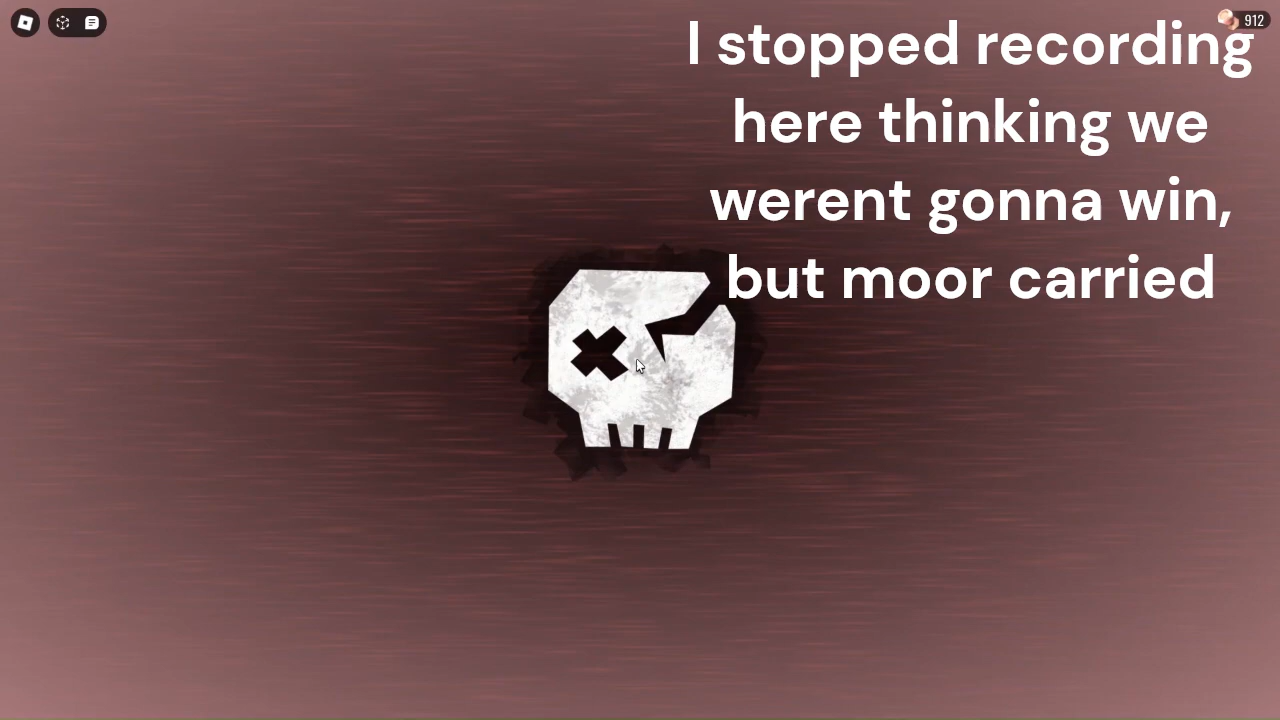 912
I stopped recording
here thinking we
werent gonna win,
but moor carried